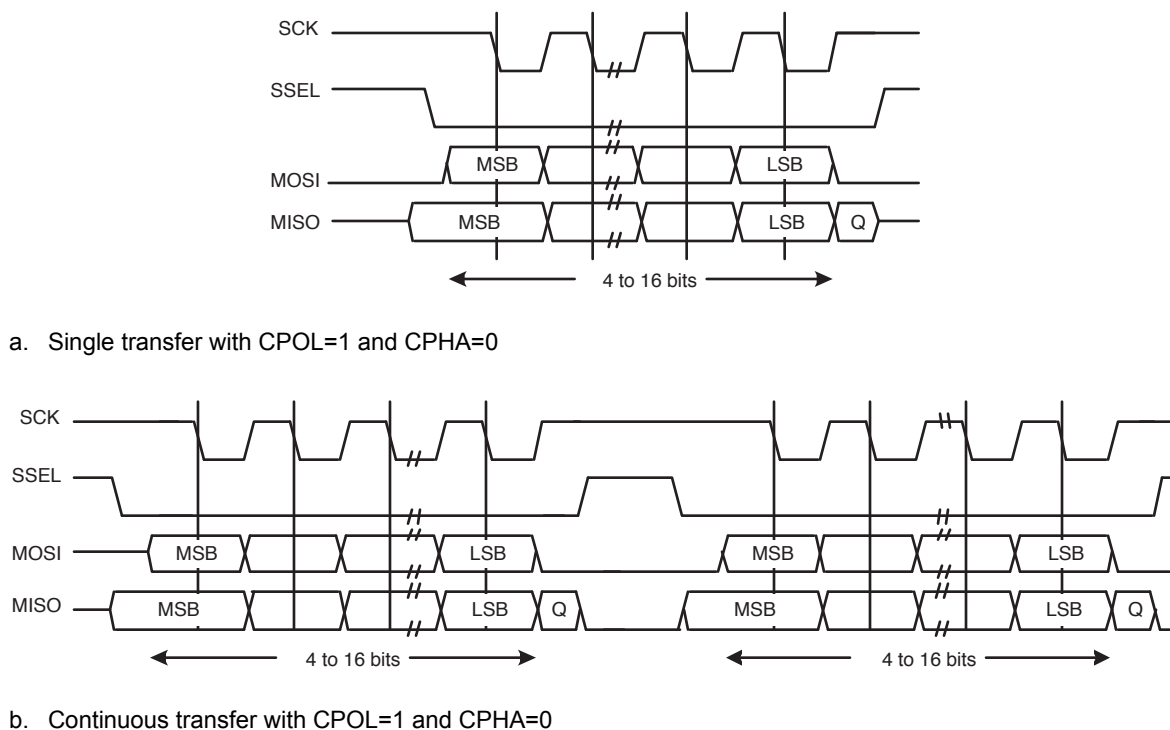 SCK
SSEL
MOSI MSB LSB
MISO MSB LSB Q
4 to 16 bits
a. Single transfer with CPOL=1 and CPHA=0
SCK
SSEL
MOSI MSB LSB MSB LSB
MISO MSB LSB Q MSB LSB Q
4 to 16 bits 4 to 16 bits
b. Continuous transfer with CPOL=1 and CPHA=0